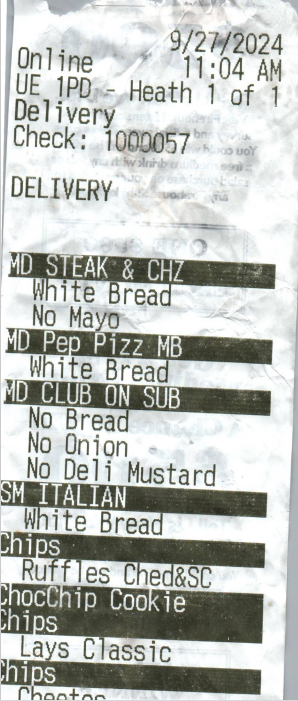 9/27/2024
Online 11:04 AM
UE 1PD - Heath 1 of 1
Delivery
Check: 1000057
DELIVERY
MD STEAK & CHZ
White Bread
No Mayo
MD Pep Pizz MB
White Bread
MD CLUB ON SUB
No Bread
No Onion
No Deli Mustard
SM ITALIAN
White Bread
Chips
Ruffles Ched&SC
ChocChip Cookie
Chips
Lays Classic
Chips
Cheetos